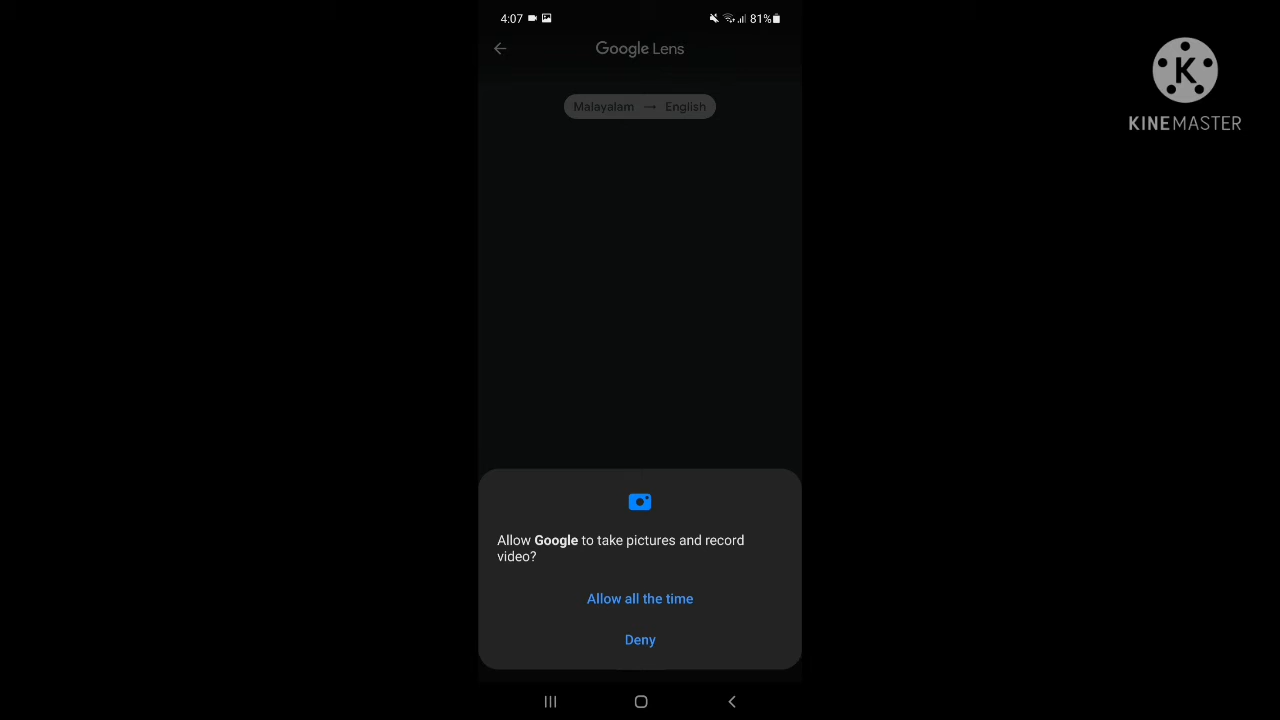 4:07
81%
Google Lens
Malayalam → English
K
KINEMASTER
Allow Google to take pictures and record
video?
Allow all the time
Deny